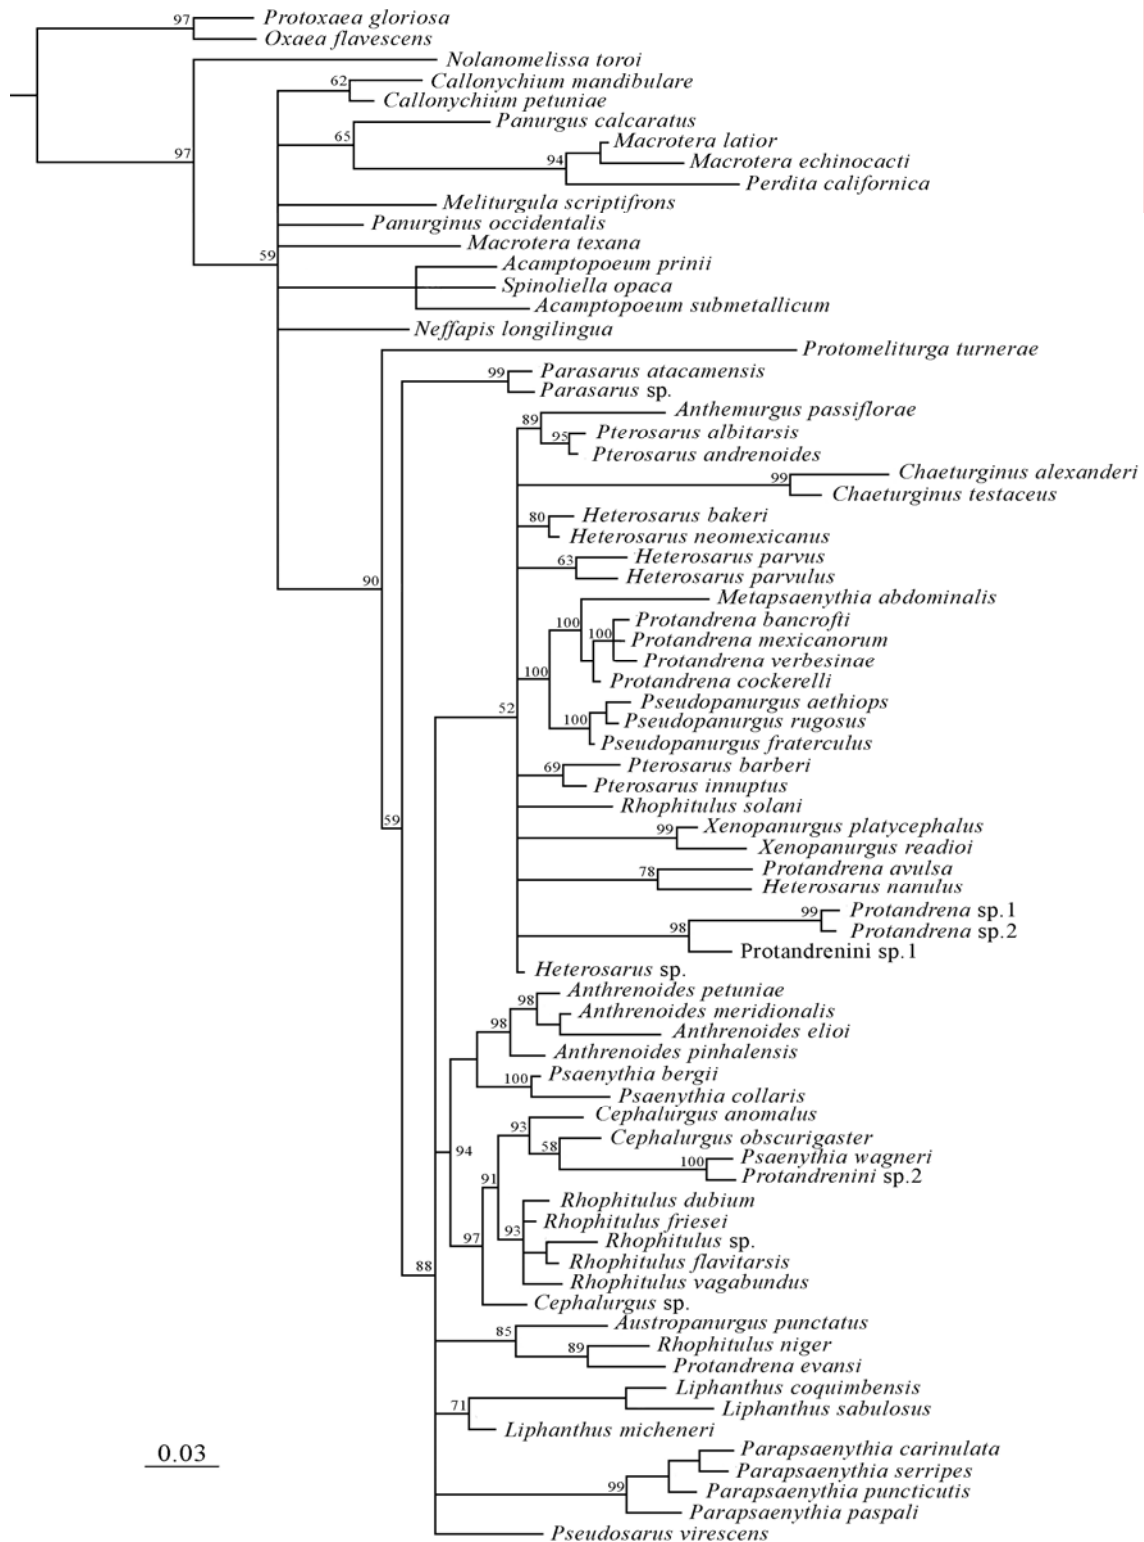 97
Protoxaea gloriosa
Oxaea flavescens
Nolanomelissa toroi
62
Callonychium mandibulare
Callonychium petuniae
Panurgus calcaratus
65
Macrotera latior
94
Macrotera echinocacti
97
Perdita californica
Meliturgula scriptifrons
Panurginus occidentalis
Macrotera texana
59
Acamptopoeum prinii
Spinoliella opaca
Acamptopoeum submetallicum
Neffapis longilingua
Protomeliturga turnerae
99
Parasarus atacamensis
Parasarus sp.
Anthemurgus passiflorae
89
Pterosarus albitarsis
95
Pterosarus andrenoides
Chaeturginus alexanderi
99
Chaeturginus testaceus
80
Heterosarus bakeri
Heterosarus neomexicanus
Heterosarus parvus
63
Heterosarus parvulus
90
Metapsaenythia abdominalis
100
Protandrena bancrofti
100
Protandrena mexicanorum
Protandrena verbesinae
100
Protandrena cockerelli
Pseudopanurgus aethiops
52
100
Pseudopanurgus rugosus
Pseudopanurgus fraterculus
69
Pterosarus barberi
Pterosarus innuptus
Rhophitulus solani
59
99
Xenopanurgus platycephalus
Xenopanurgus readioi
78
Protandrena avulsa
Heterosarus nanulus
99
Protandrena sp.1
98
Protandrena sp.2
Protandrenini sp.1
Heterosarus sp.
98
Anthrenoides petuniae
98
Anthrenoides meridionalis
Anthrenoides elioi
Anthrenoides pinhalensis
100
Psaenythia bergii
Psaenythia collaris
93
Cephalurgus anomalus
94
58
Cephalurgus obscurigaster
100
Psaenythia wagneri
91
Protandrenini sp.2
Rhophitulus dubium
93
Rhophitulus friesei
97
Rhophitulus sp.
88
Rhophitulus flavitarsis
Rhophitulus vagabundus
Cephalurgus sp.
85
Austropanurgus punctatus
89
Rhophitulus niger
Protandrena evansi
71
Liphanthus coquimbensis
Liphanthus sabulosus
Liphanthus micheneri
0.03
Parapsaenythia carinulata
Parapsaenythia serripes
99
Parapsaenythia puncticutis
Parapsaenythia paspali
Pseudosarus virescens